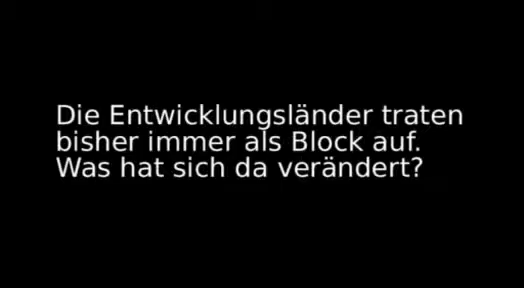 Die Entwicklungsländer traten
bisher immer als Block auf.
Was hat sich da verändert?